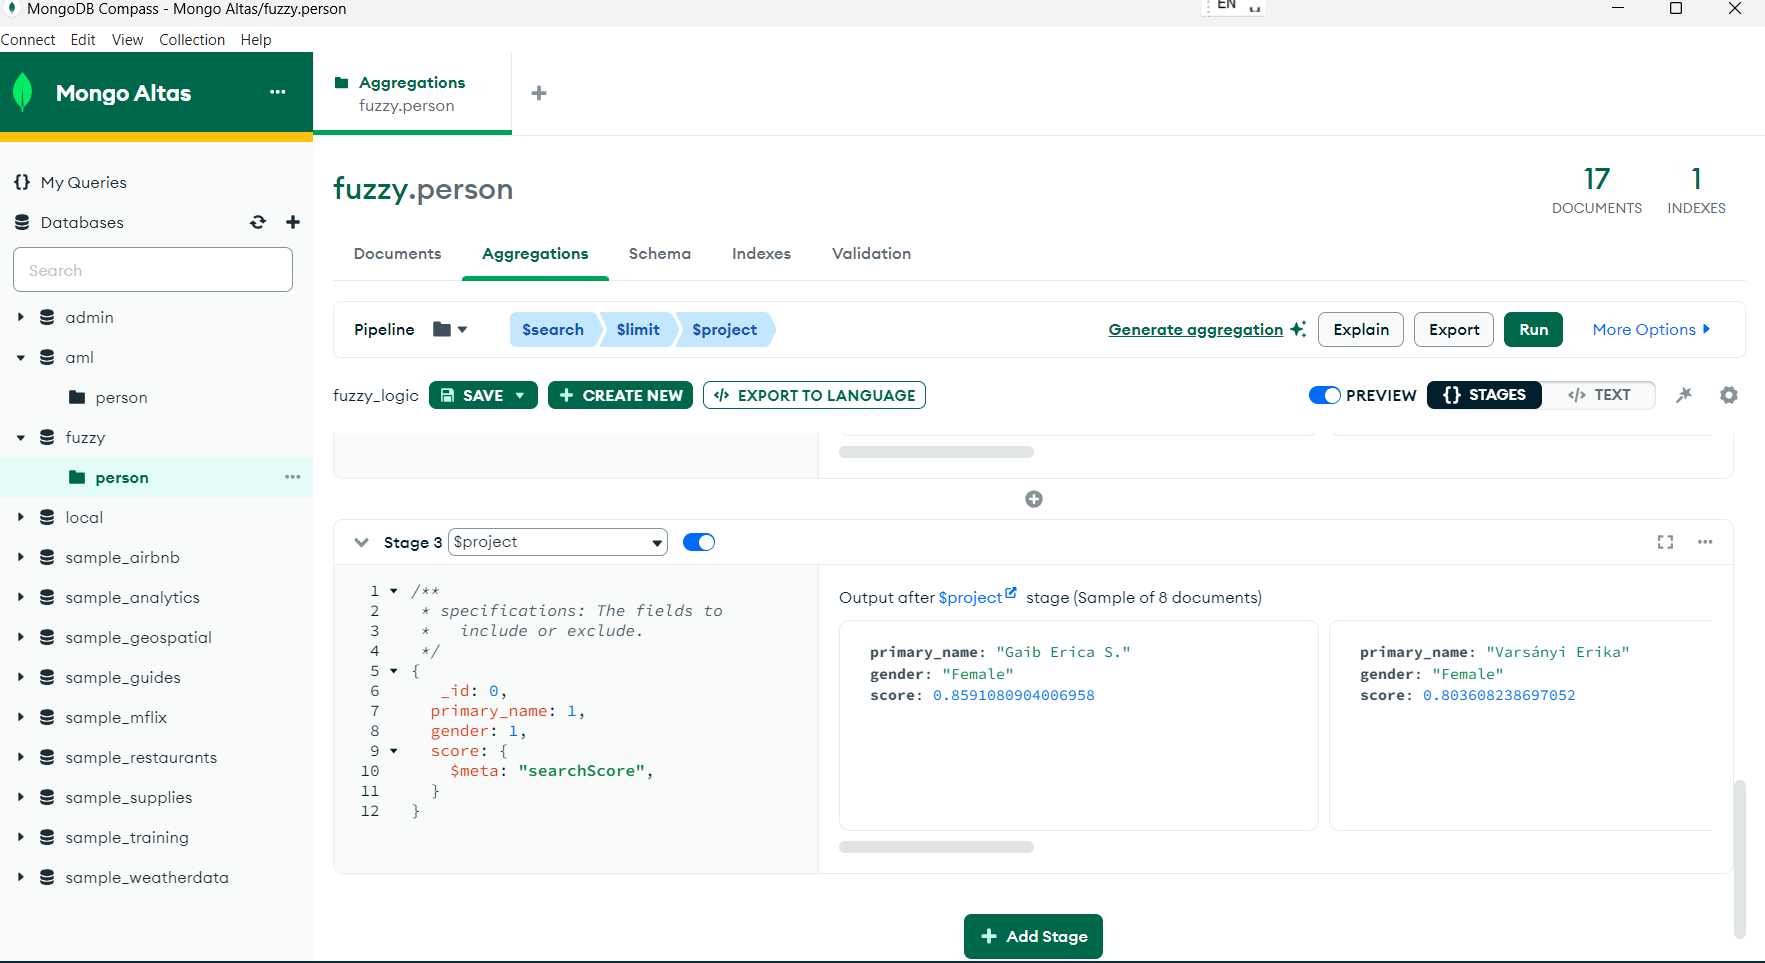 MongoDB Compass - Mongo Altas/fuzzy.person
EN
Connect Edit View Collection Help
Mongo Altas
Aggregations
fuzzy.person
My Queries
Databases
Search
admin
aml
person
fuzzy
person
local
sample_airbnb
sample_analytics
sample_geospatial
sample_guides
sample_mflix
sample_restaurants
sample_supplies
sample_training
sample_weatherdata
fuzzy.person
17
DOCUMENTS
1
INDEXES
Documents Aggregations Schema Indexes Validation
Pipeline $search $limit $project Generate aggregation Explain Export Run More Options
fuzzy_logic SAVE CREATE NEW </> EXPORT TO LANGUAGE PREVIEW {} STAGES </> TEXT
Stage 3 $project
1 /**
2 * specifications: The fields to
3 * include or exclude.
4 */
5 {
6 _id: 0,
7 primary_name: 1,
8 gender: 1,
9 score: {
10 $meta: "searchScore",
11 }
12 }
Output after $project stage (Sample of 8 documents)
primary_name: "Gaib Erica S."
gender: "Female"
score: 0.8591080904006958
primary_name: "Varsányi Erika"
gender: "Female"
score: 0.803608238697052
Add Stage